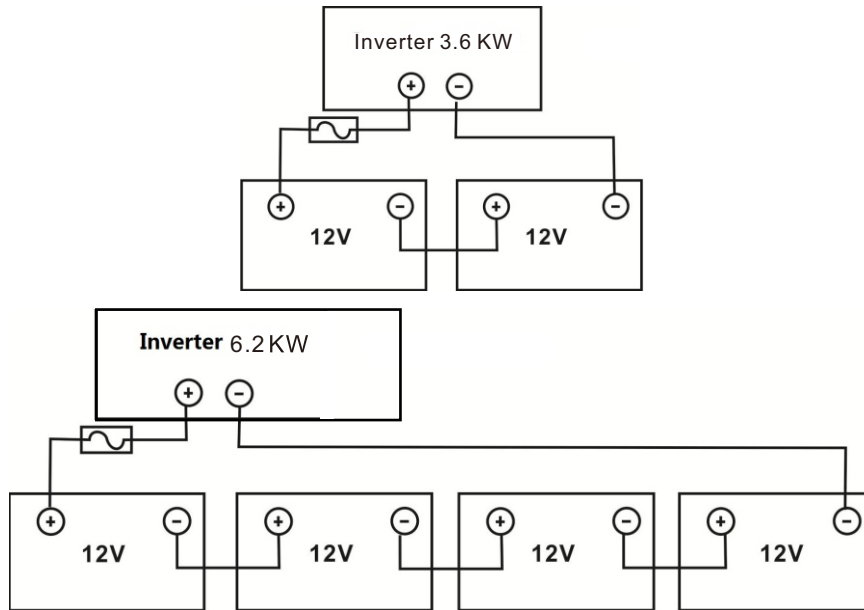 Inverter 3.6 KW
+ −
+ − + −
12V 12V
Inverter 6.2 KW
+ −
+ − + − + − + −
12V 12V 12V 12V